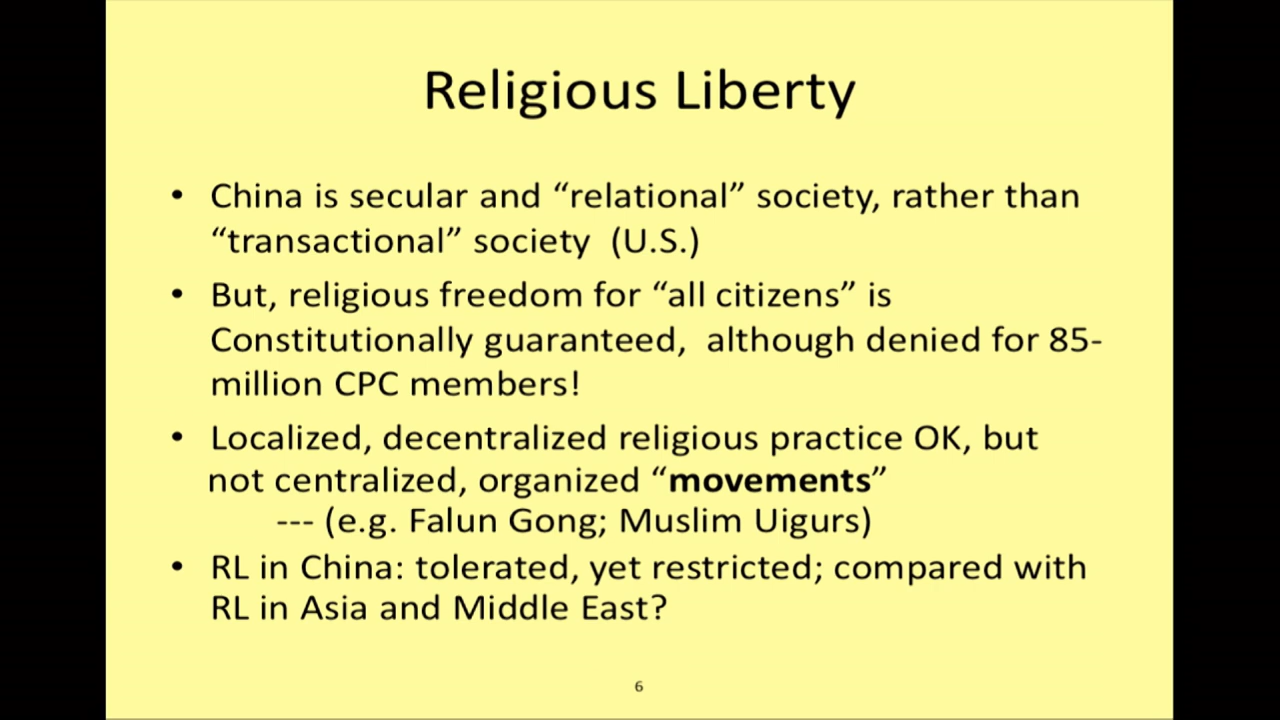 Religious Liberty
• China is secular and “relational” society, rather than
“transactional” society  (U.S.)
• But, religious freedom for “all citizens” is
Constitutionally guaranteed,  although denied for 85-
million CPC members!
• Localized, decentralized religious practice OK, but
not centralized, organized “movements”
--- (e.g. Falun Gong; Muslim Uigurs)
• RL in China: tolerated, yet restricted; compared with
RL in Asia and Middle East?
6